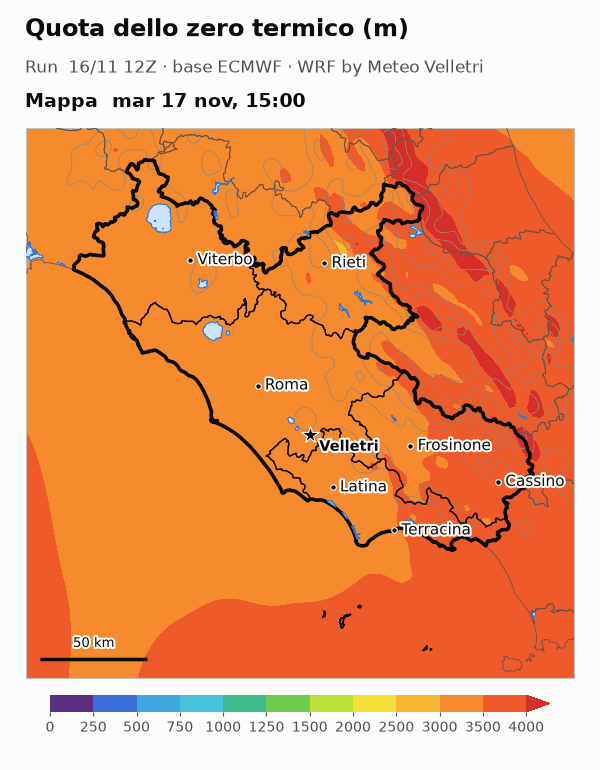 Quota dello zero termico (m)
Run  16/11 12Z · base ECMWF · WRF by Meteo Velletri
Mappa  mar 17 nov, 15:00
Viterbo
Rieti
Roma
Velletri
Frosinone
Latina
Cassino
Terracina
50 km
0 250 500 750 1000 1250 1500 2000 2500 3000 3500 4000